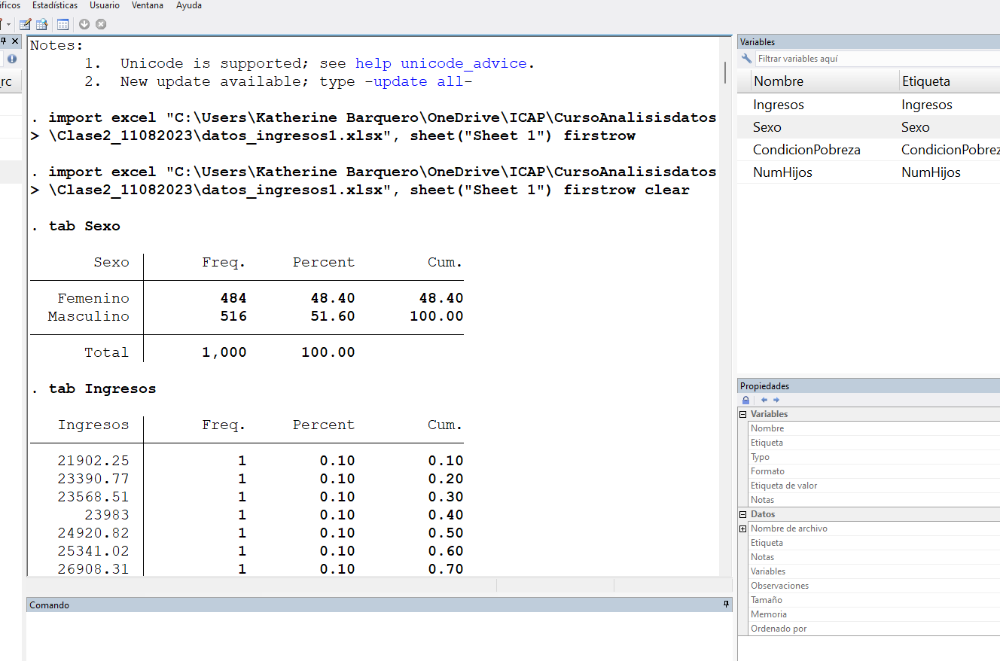 Estadísticas Usuario Ventana Ayuda
Notes:
1. Unicode is supported; see help unicode_advice.
2. New update available; type -update all-
. import excel "C:\Users\Katherine Barquero\OneDrive\ICAP\CursoAnalisisdatos
> \Clase2_11082023\datos_ingresos1.xlsx", sheet("Sheet 1") firstrow
. import excel "C:\Users\Katherine Barquero\OneDrive\ICAP\CursoAnalisisdatos
> \Clase2_11082023\datos_ingresos1.xlsx", sheet("Sheet 1") firstrow clear
. tab Sexo
Sexo Freq. Percent Cum.
Femenino 484 48.40 48.40
Masculino 516 51.60 100.00
Total 1,000 100.00
. tab Ingresos
Ingresos Freq. Percent Cum.
21902.25 1 0.10 0.10
23390.77 1 0.10 0.20
23568.51 1 0.10 0.30
23983 1 0.10 0.40
24920.82 1 0.10 0.50
25341.02 1 0.10 0.60
26908.31 1 0.10 0.70
Comando
Variables
Filtrar variables aquí
Nombre Etiqueta
Ingresos Ingresos
Sexo Sexo
CondicionPobreza CondicionPobrez
NumHijos NumHijos
Propiedades
Variables
Nombre
Etiqueta
Typo
Formato
Etiqueta de valor
Notas
Datos
Nombre de archivo
Etiqueta
Notas
Variables
Observaciones
Tamaño
Memoria
Ordenado por